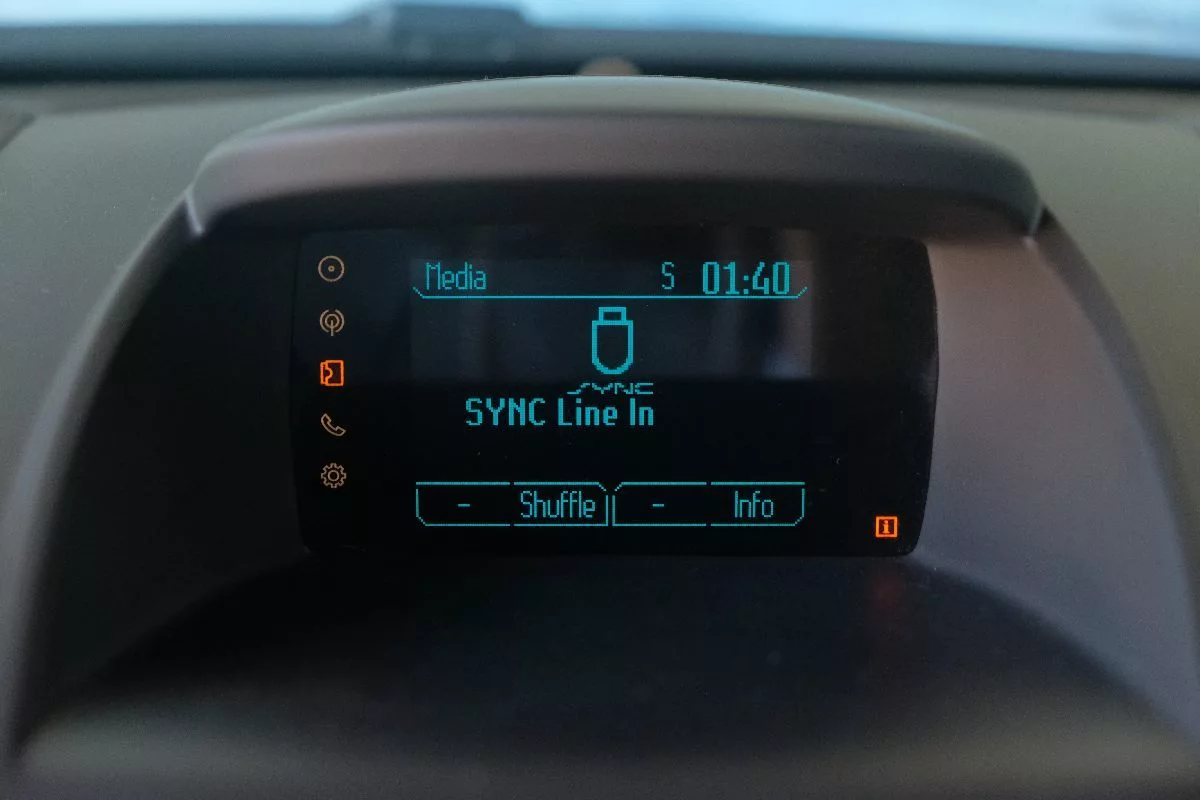 Media S 01:40
SYNC
SYNC Line In
- Shuffle - Info
i